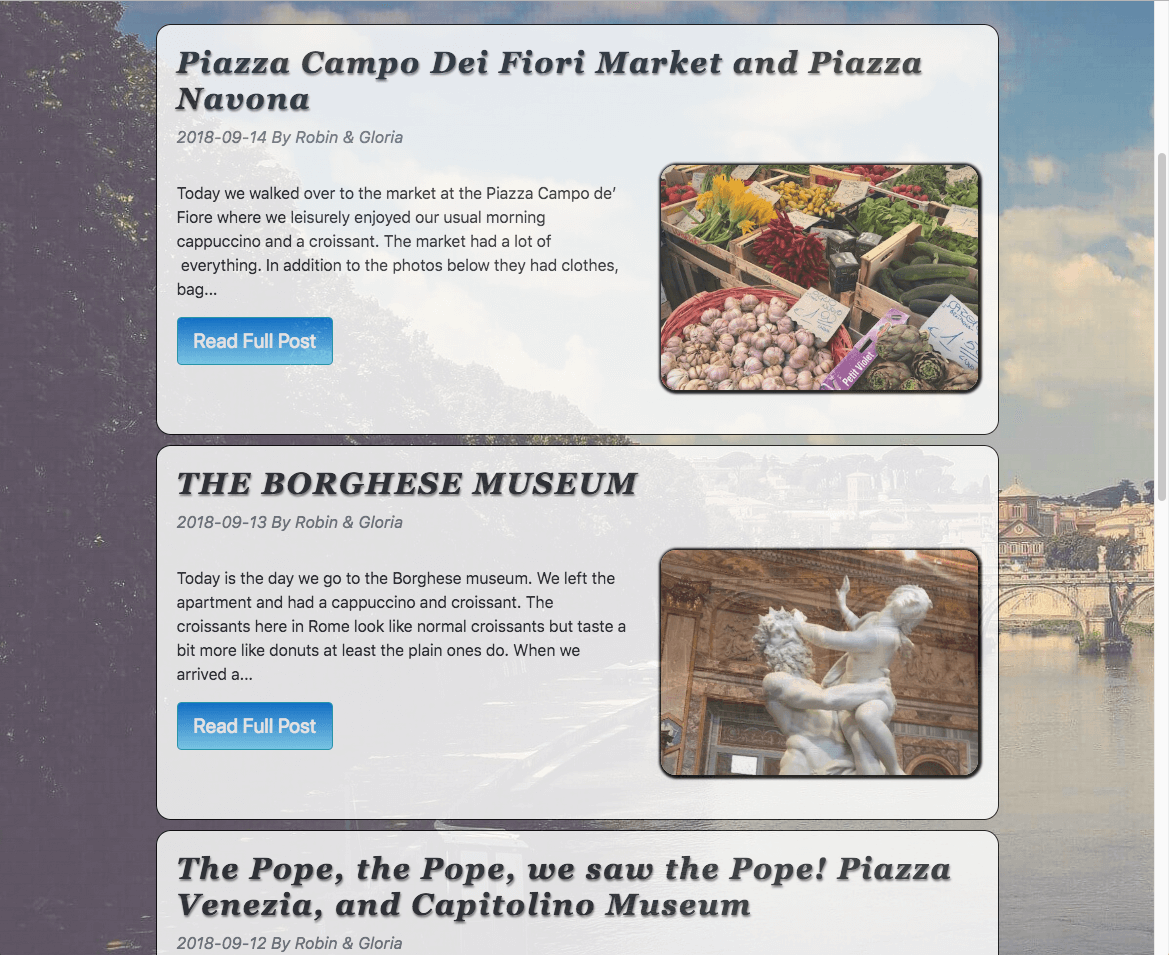 Piazza Campo Dei Fiori Market and Piazza
Navona
2018-09-14 By Robin & Gloria
Today we walked over to the market at the Piazza Campo de’
Fiore where we leisurely enjoyed our usual morning
cappuccino and a croissant. The market had a lot of
everything. In addition to the photos below they had clothes,
bag...
Read Full Post
Petit Violet
THE BORGHESE MUSEUM
2018-09-13 By Robin & Gloria
Today is the day we go to the Borghese museum. We left the
apartment and had a cappuccino and croissant. The
croissants here in Rome look like normal croissants but taste a
bit more like donuts at least the plain ones do. When we
arrived a...
Read Full Post
The Pope, the Pope, we saw the Pope! Piazza
Venezia, and Capitolino Museum
2018-09-12 By Robin & Gloria